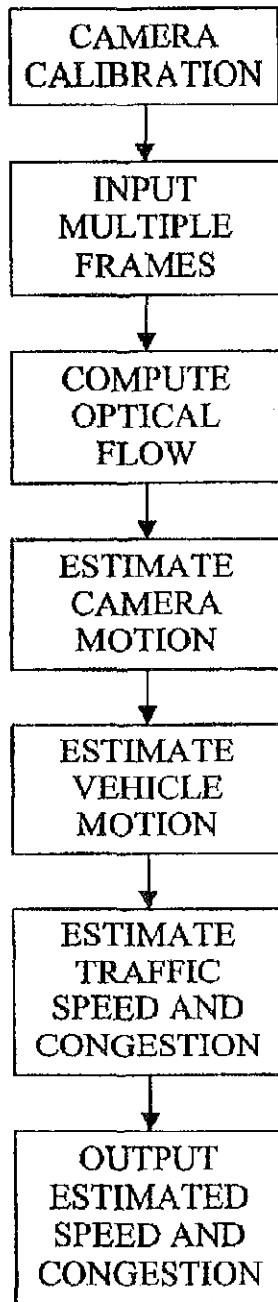 CAMERA
CALIBRATION
INPUT
MULTIPLE
FRAMES
COMPUTE
OPTICAL
FLOW
ESTIMATE
CAMERA
MOTION
ESTIMATE
VEHICLE
MOTION
ESTIMATE
TRAFFIC
SPEED AND
CONGESTION
OUTPUT
ESTIMATED
SPEED AND
CONGESTION